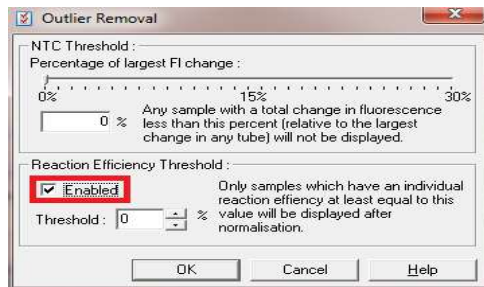 Outlier Removal
NTC Threshold :
Percentage of largest FI change :
0% 15% 30%
0 %
Any sample with a total change in fluorescence
less than this percent (relative to the largest
change in any tube) will not be displayed.
Reaction Efficiency Threshold :
Enabled
Threshold : 0 %
Only samples which have an individual
reaction effiency at least equal to this
value will be displayed after
normalisation.
OK Cancel Help